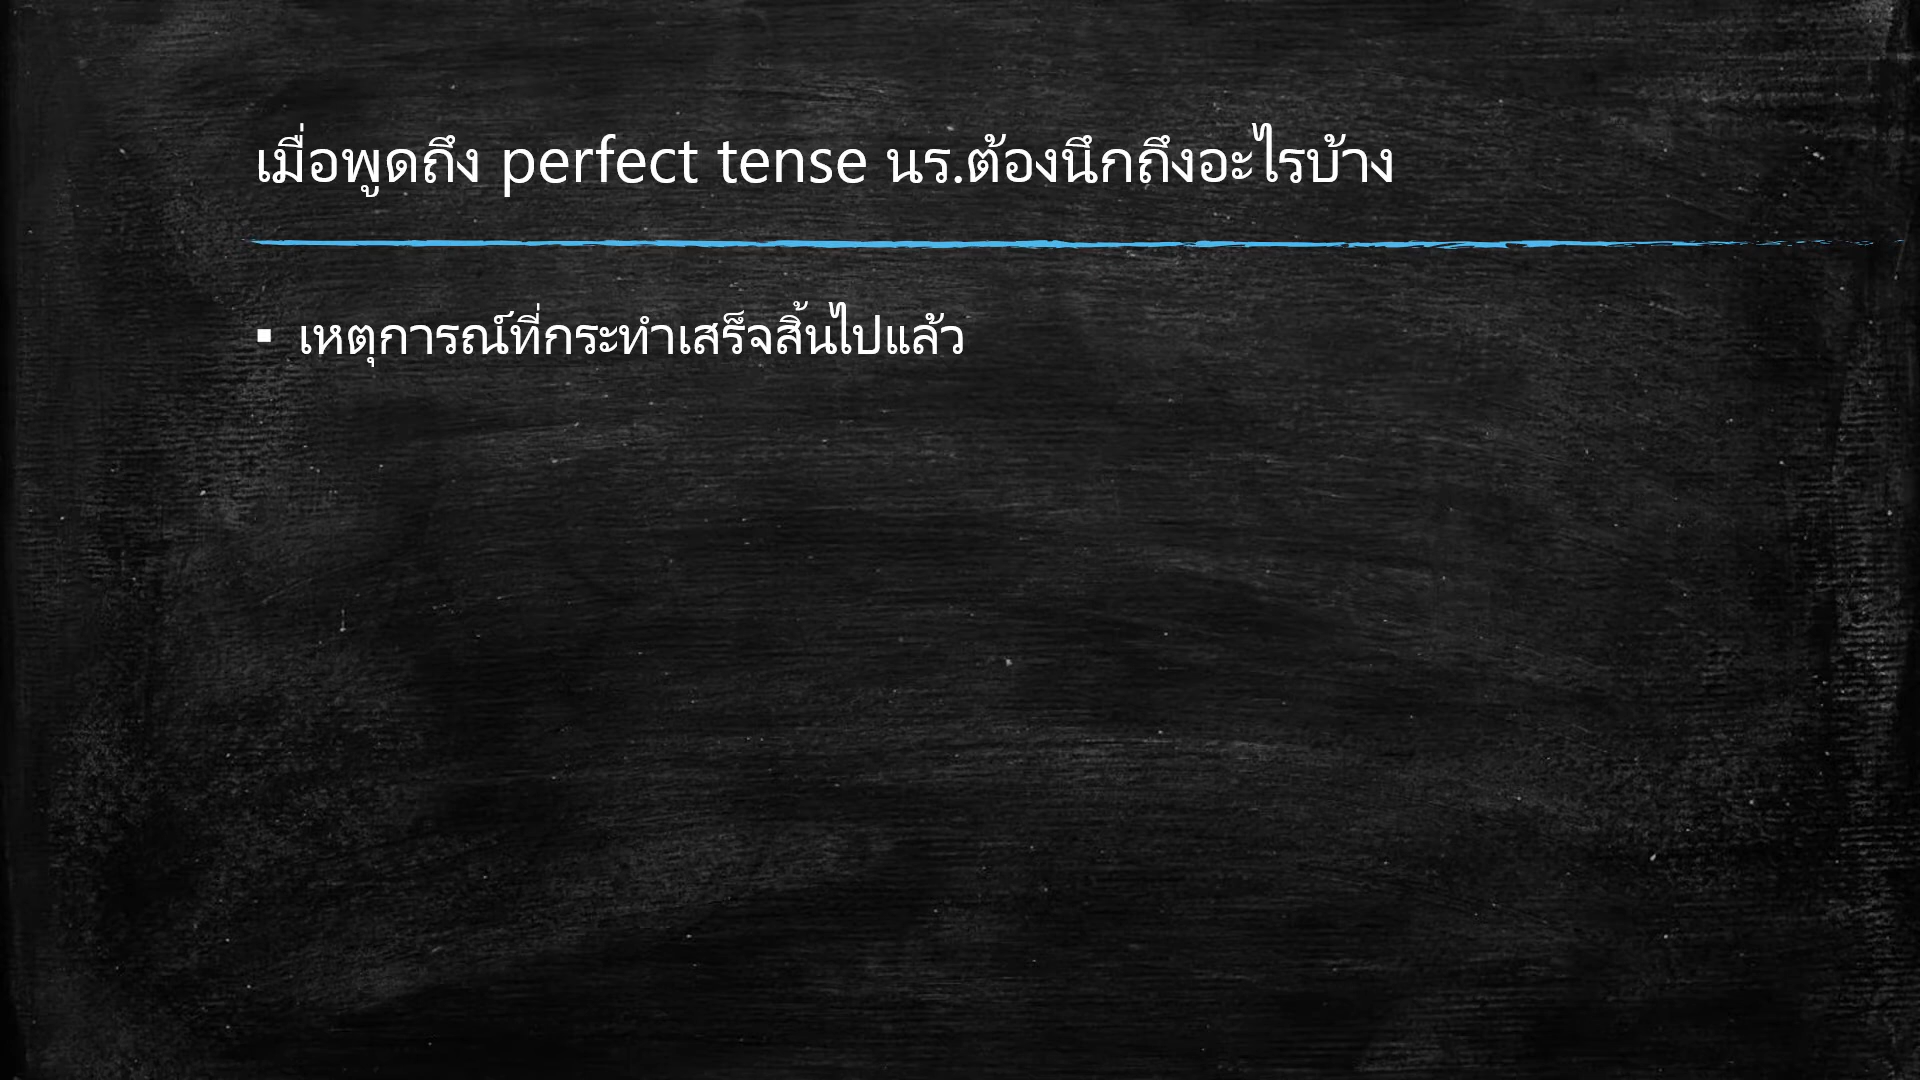 เมื่อพูดถึง perfect tense นร.ต้องนึกถึงอะไรบ้าง
▪ เหตุการณ์ที่กระทำเสร็จสิ้นไปแล้ว